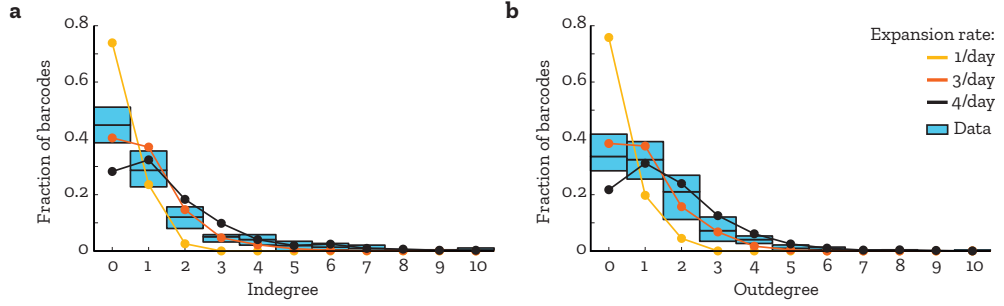 a
Fraction of barcodes
0.8
0.6
0.4
0.2
0
0 1 2 3 4 5 6 7 8 9 10
Indegree
b
Fraction of barcodes
0.8
0.6
0.4
0.2
0
0 1 2 3 4 5 6 7 8 9 10
Outdegree
Expansion rate:
1/day
3/day
4/day
Data